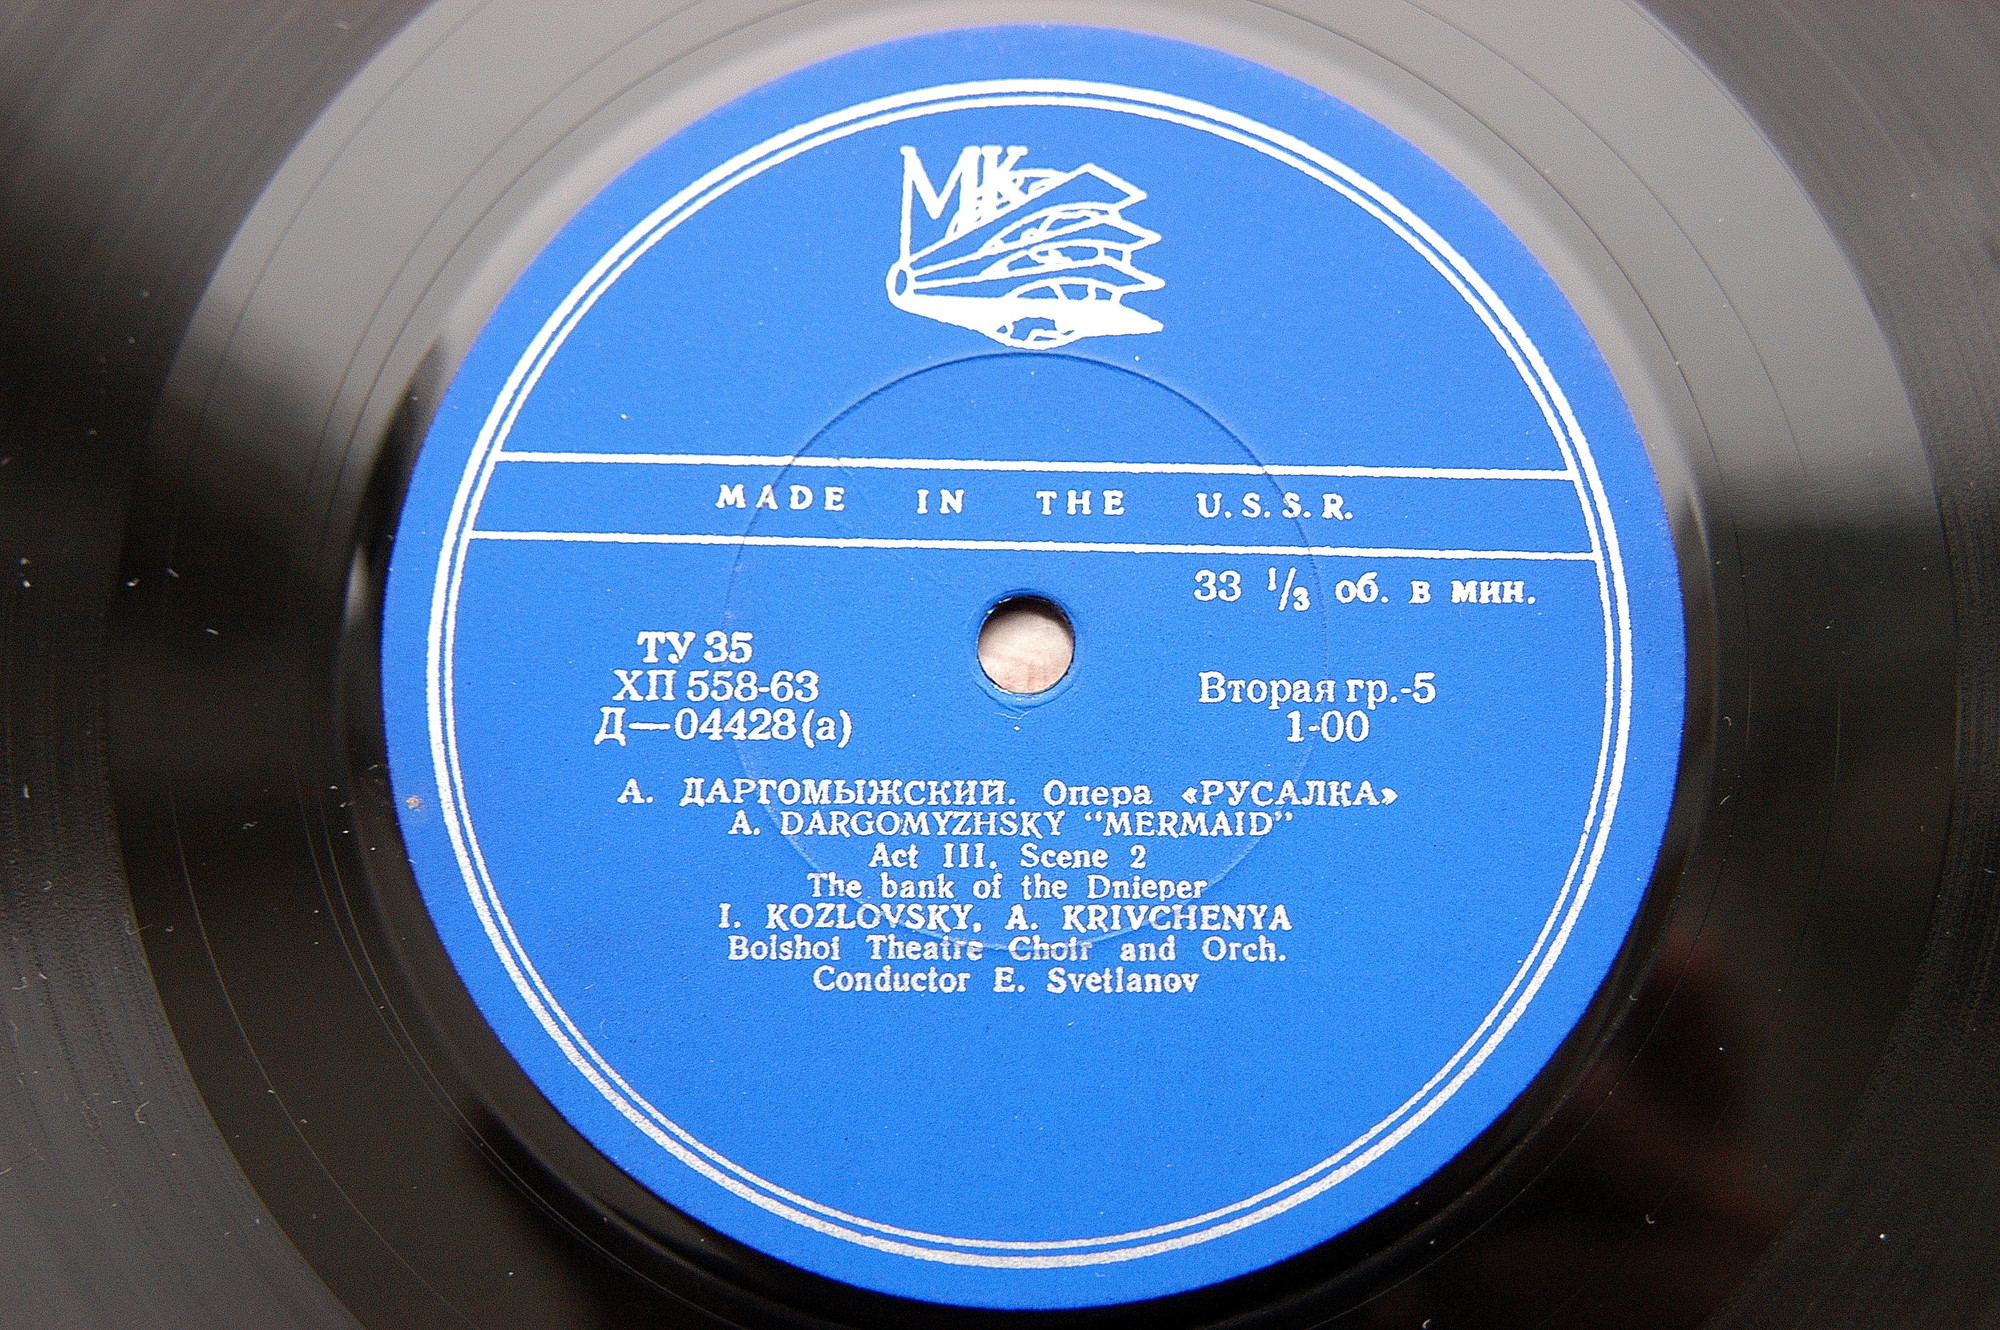 МК
MADE IN THE U.S.S.R.
33 1/3 об. в мин.
ТУ 35
ХП 558-63
Д—04428(а)
Вторая гр.-5
1-00
А. ДАРГОМЫЖСКИЙ. Опера «РУСАЛКА»
A. DARGOMYZHSKY “MERMAID”
Act III. Scene 2
The bank of the Dnieper
I. KOZLOVSKY, A. KRIVCHENYA
Bolshoi Theatre Choir and Orch.
Conductor E. Svetlanov